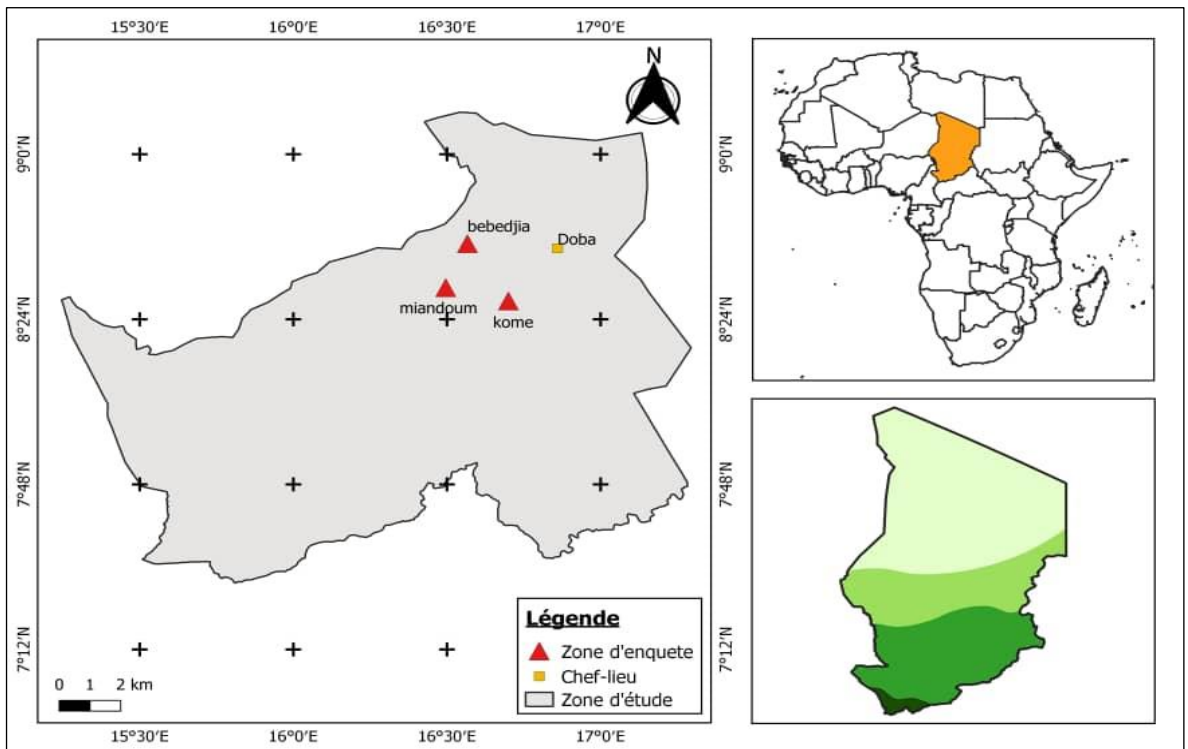 15°30'E 16°0'E 16°30'E 17°0'E
N
9°0'N 9°0'N
bebedjia
Doba
miandoum
kome
8°24'N 8°24'N
7°48'N 7°48'N
Légende
Zone d'enquete
Chef-lieu
Zone d'étude
7°12'N 7°12'N
0 1 2 km
15°30'E 16°0'E 16°30'E 17°0'E